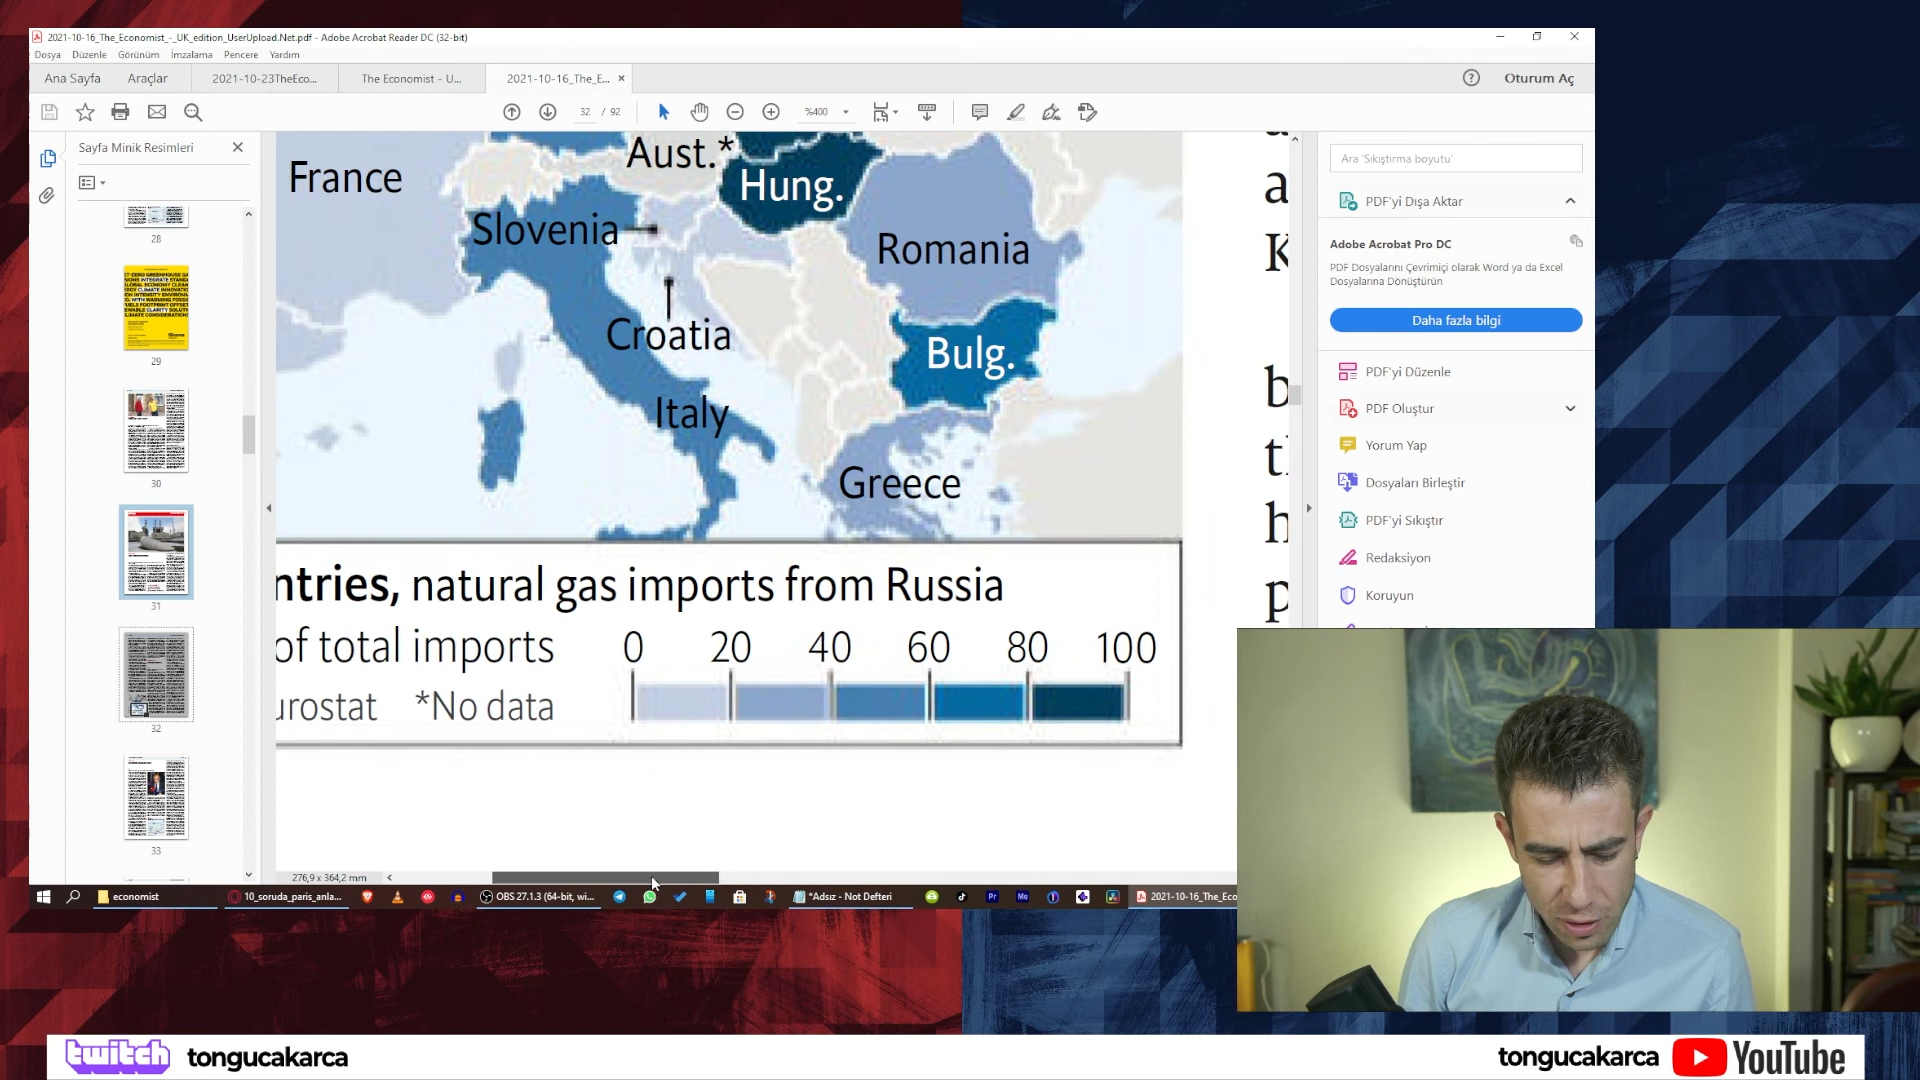 2021-10-16_The_Economist_-_UK_edition_UserUpload.Net.pdf - Adobe Acrobat Reader DC (32-bit)
Dosya Düzenle Görünüm İmzalama Pencere Yardım
Ana Sayfa Araçlar 2021-10-23TheEco... The Economist - U... 2021-10-16_The_E... Oturum Aç
32 / 92 %400
Sayfa Minik Resimleri
28
29
30
31
32
33
France
Aust.*
Hung.
Slovenia
Romania
Croatia
Bulg.
Italy
Greece
ntries, natural gas imports from Russia
of total imports 0 20 40 60 80 100
urostat *No data
a
K
b
h
p
276,9 x 364,2 mm
Ara 'Sıkıştırma boyutu'
PDF'yi Dışa Aktar
Adobe Acrobat Pro DC
PDF Dosyalarını Çevrimiçi olarak Word ya da Excel
Dosyalarına Dönüştürün
Daha fazla bilgi
PDF'yi Düzenle
PDF Oluştur
Yorum Yap
Dosyaları Birleştir
PDF'yi Sıkıştır
Redaksiyon
Koruyun
economist 10_soruda_paris_anla... OBS 27.1.3 (64-bit, wi... *Adsız - Not Defteri Pr Me 2021-10-16_The_Eco
twitch tongucakarca
tongucakarca YouTube